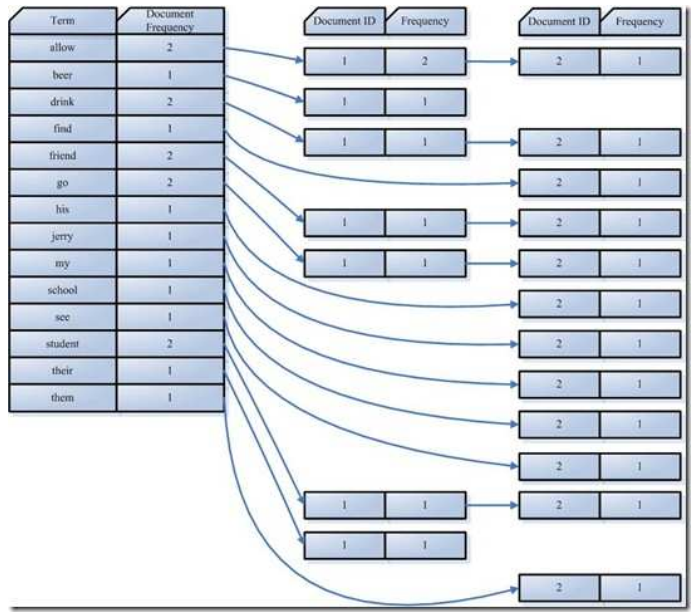 Term Document Frequency Document ID Frequency Document ID Frequency
allow 2 1 2 2 1
beer 1 1 1
drink 2 1 1 2 1
find 1 2 1
friend 2 1 1 2 1
go 2 1 1 2 1
his 1 2 1
jerry 1 2 1
my 1 2 1
school 1 2 1
see 1 2 1
student 2 1 1 2 1
their 1 1 1
them 1 2 1